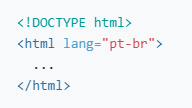 <!DOCTYPE html>
<html lang="pt-br">
  ...
</html>